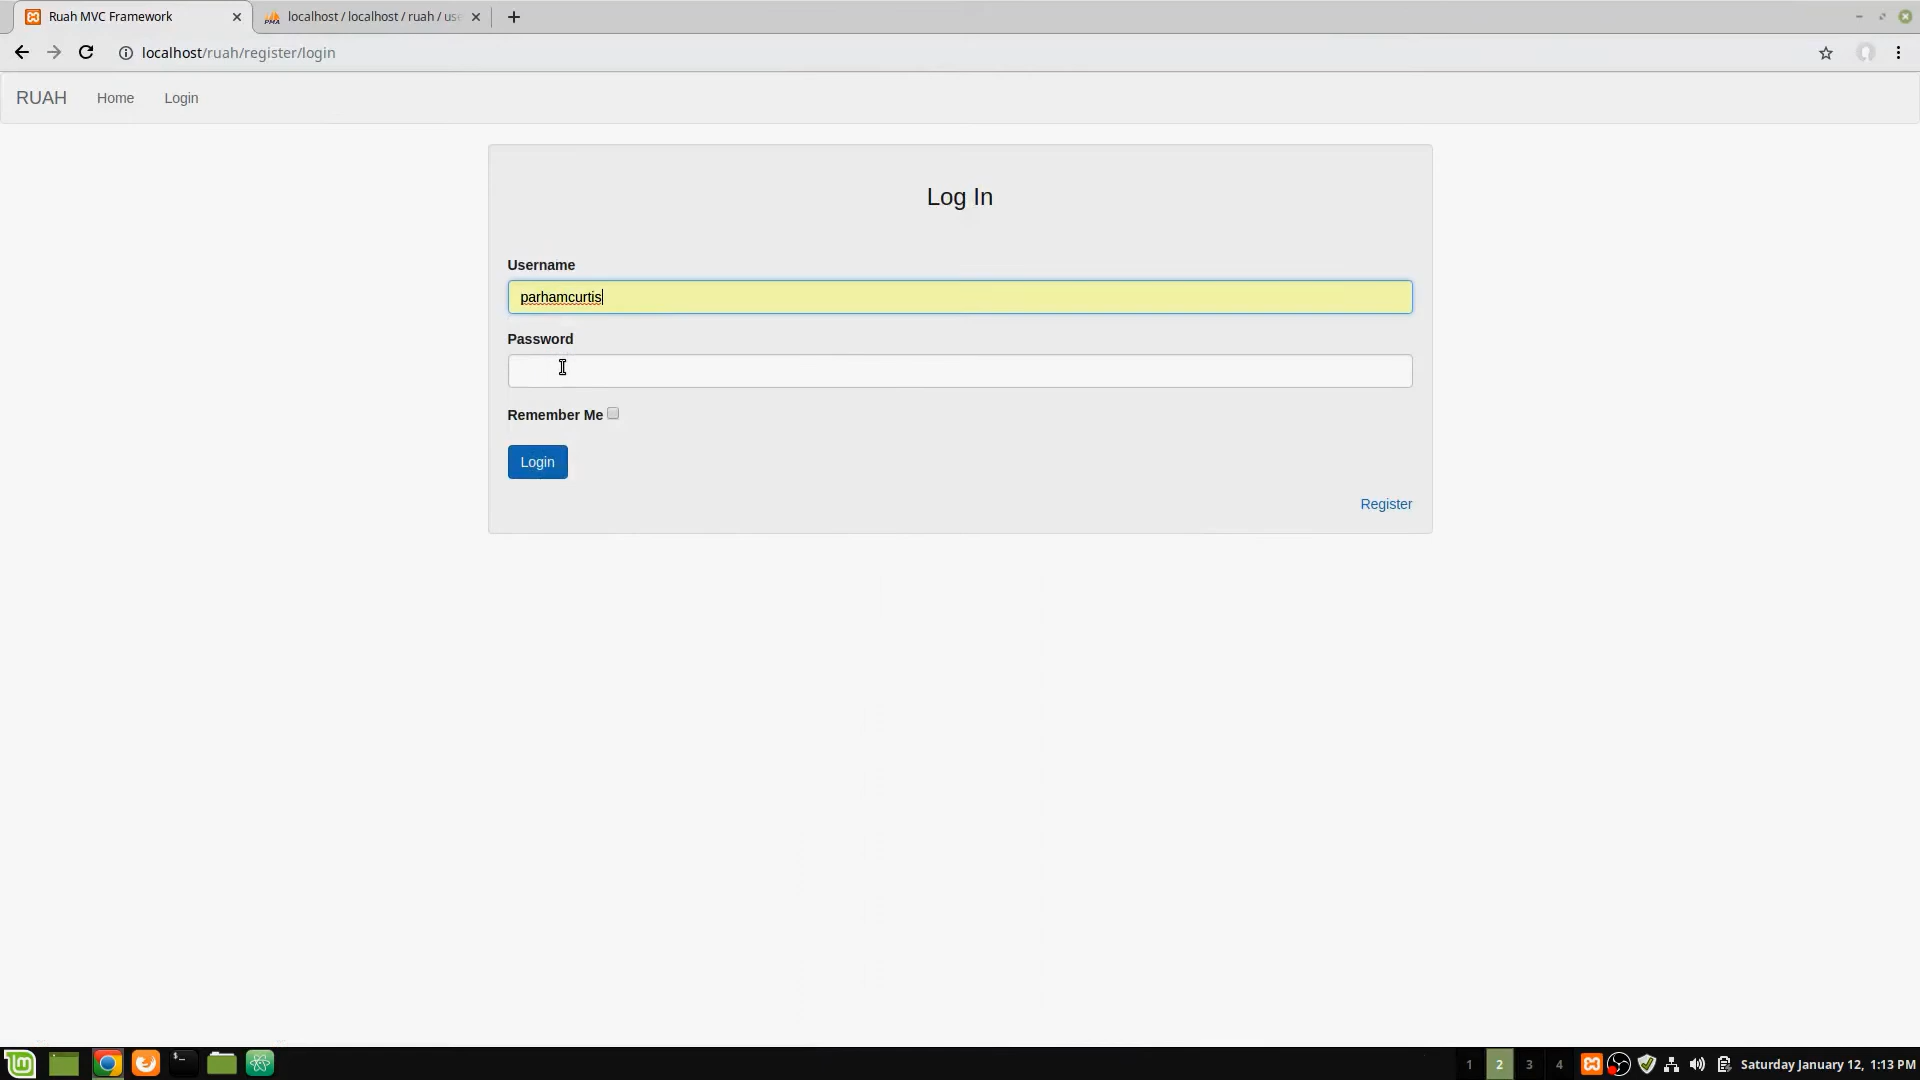 Ruah MVC Framework
localhost / localhost / ruah / us
localhost/ruah/register/login
RUAH Home Login
Log In
Username
parhamcurtis
Password
Remember Me
Login
Register
1 2 3 4 Saturday January 12, 1:13 PM